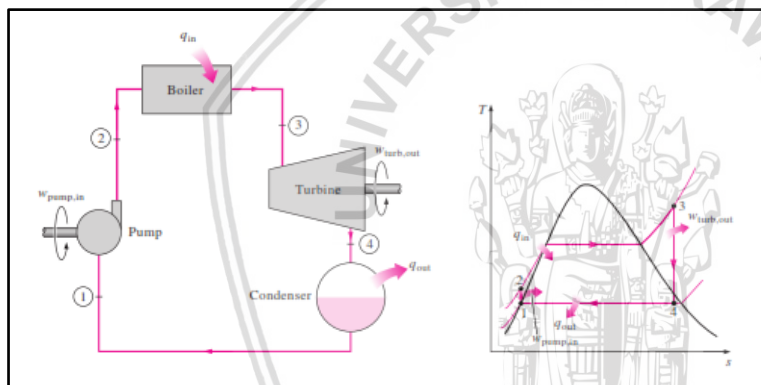 q_in
Boiler
2
3
w_turb,out
Turbine
w_pump,in
Pump
4
q_out
Condenser
1
T
3
w_turb,out
q_in
2
1
4
q_out
w_pump,in
s